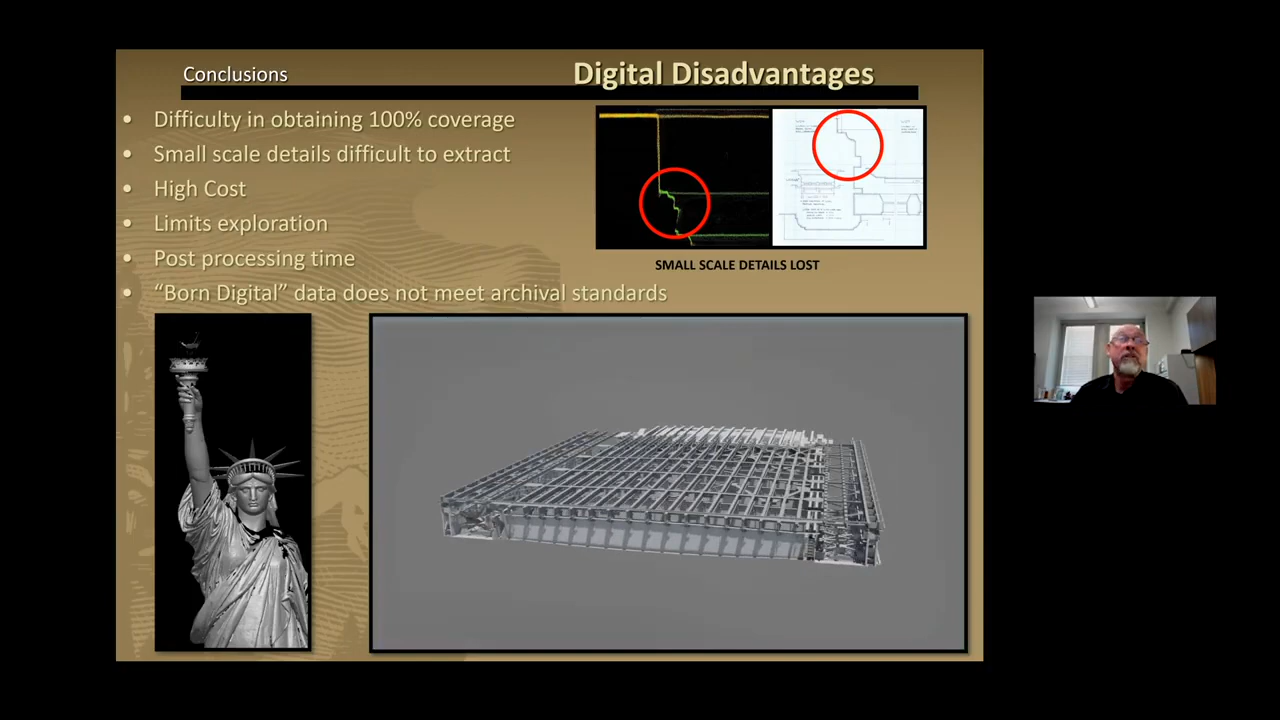 Conclusions
Digital Disadvantages
• Difficulty in obtaining 100% coverage
• Small scale details difficult to extract
• High Cost
• Limits exploration
• Post processing time
• “Born Digital” data does not meet archival standards
SMALL SCALE DETAILS LOST